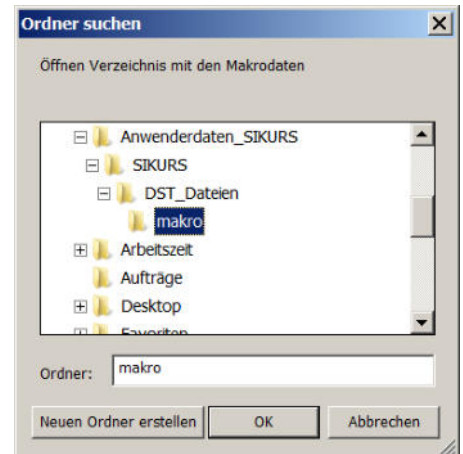 Ordner suchen
Öffnen Verzeichnis mit den Makrodaten
Anwenderdaten_SIKURS
SIKURS
DST_Dateien
makro
Arbeitszeit
Aufträge
Desktop
Favoriten
Ordner: makro
Neuen Ordner erstellen OK Abbrechen